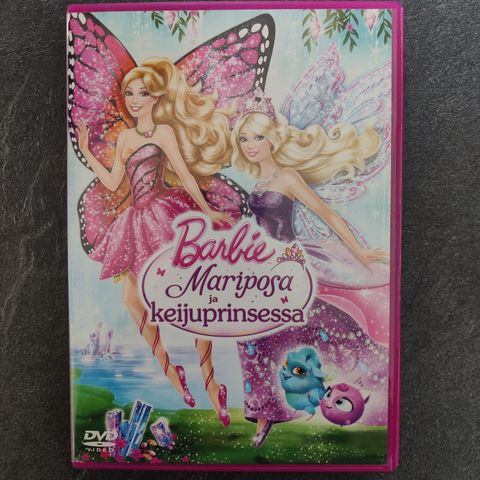 Barbie
Mariposa
ja
keijuprinsessa
DVD
VIDEO